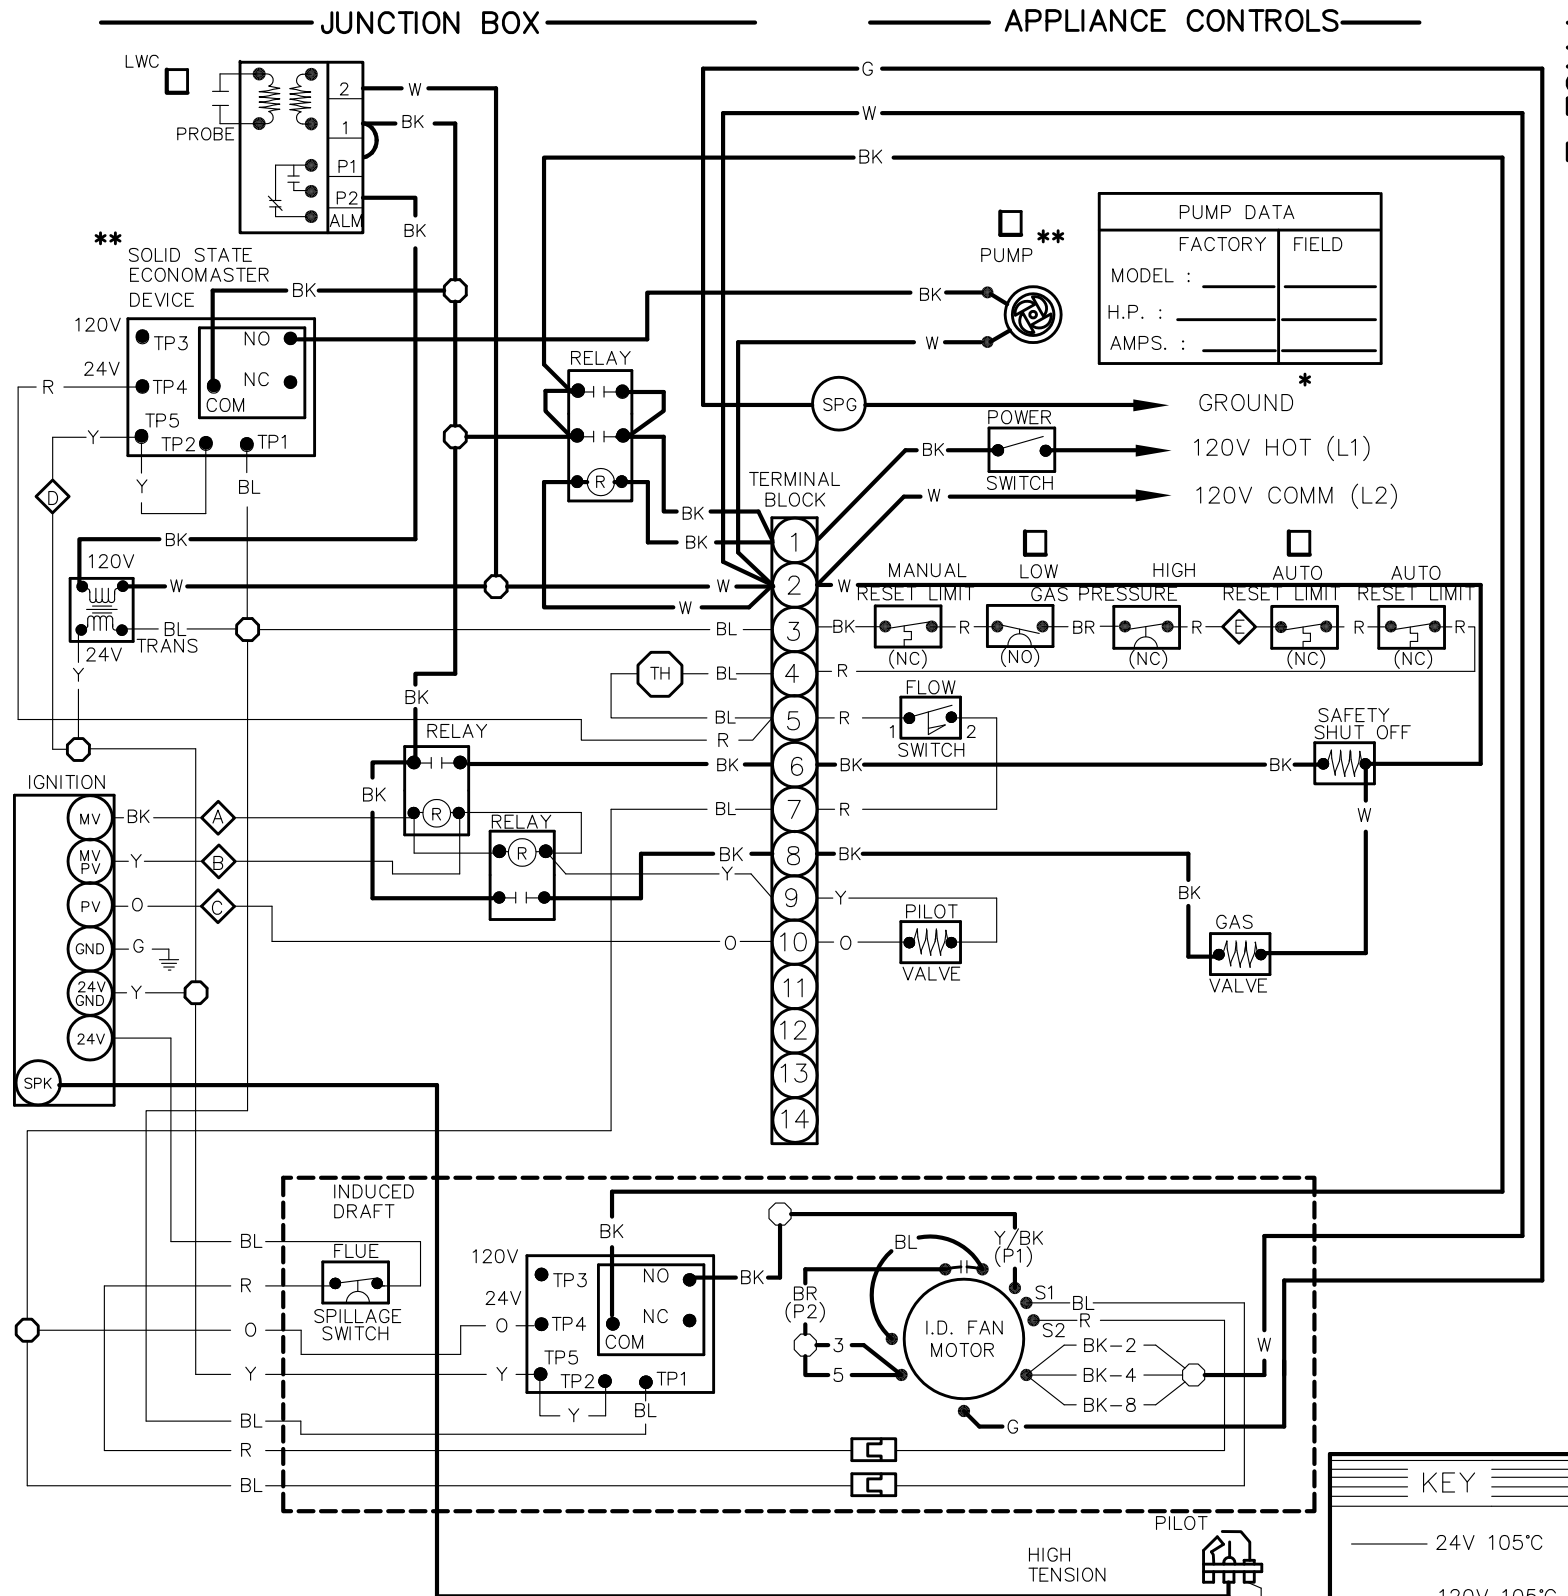 JUNCTION BOX
APPLIANCE CONTROLS
LWC
PROBE
2
1
P1
P2
ALM
W
BK
BK
G
W
BK
**
SOLID STATE
ECONOMASTER
DEVICE
BK
120V
TP3
24V
TP4
TP5
TP2
TP1
NO
NC
COM
R
Y
Y
BL
D
PUMP
**
BK
W
PUMP DATA
FACTORY
FIELD
MODEL :
H.P. :
AMPS. :
RELAY
R
SPG
GROUND
*
POWER
SWITCH
BK
120V HOT (L1)
W
120V COMM (L2)
TERMINAL
BLOCK
BK
BK
W
W
BL
BL
BL
R
BK
BL
BK
Y
O
1
2
3
4
5
6
7
8
9
10
11
12
13
14
BK
120V
W
BL
TRANS
24V
Y
TH
W
BK
R
R
BK
R
BK
Y
O
MANUAL
RESET LIMIT
(NC)
R
LOW
GAS PRESSURE
(NO)
BR
HIGH
(NC)
R
E
AUTO
RESET LIMIT
(NC)
R
AUTO
RESET LIMIT
(NC)
R
FLOW
1
2
SWITCH
SAFETY
SHUT OFF
BK
W
BK
RELAY
R
BK
RELAY
R
IGNITION
MV
BK
A
MV
PV
Y
B
PV
O
C
GND
G
24V
GND
Y
24V
SPK
PILOT
VALVE
BK
GAS
VALVE
INDUCED
DRAFT
BL
FLUE
R
SPILLAGE
SWITCH
O
Y
BL
R
BL
BK
120V
TP3
24V
O
TP4
TP5
Y
TP2
TP1
NO
NC
COM
Y
BL
BK
BL
Y/BK
(P1)
BR
(P2)
3
5
I.D. FAN
MOTOR
S1
BL
S2
R
BK-2
BK-4
BK-8
W
G
KEY
24V 105°C
120V 105°C
PILOT
HIGH
TENSION